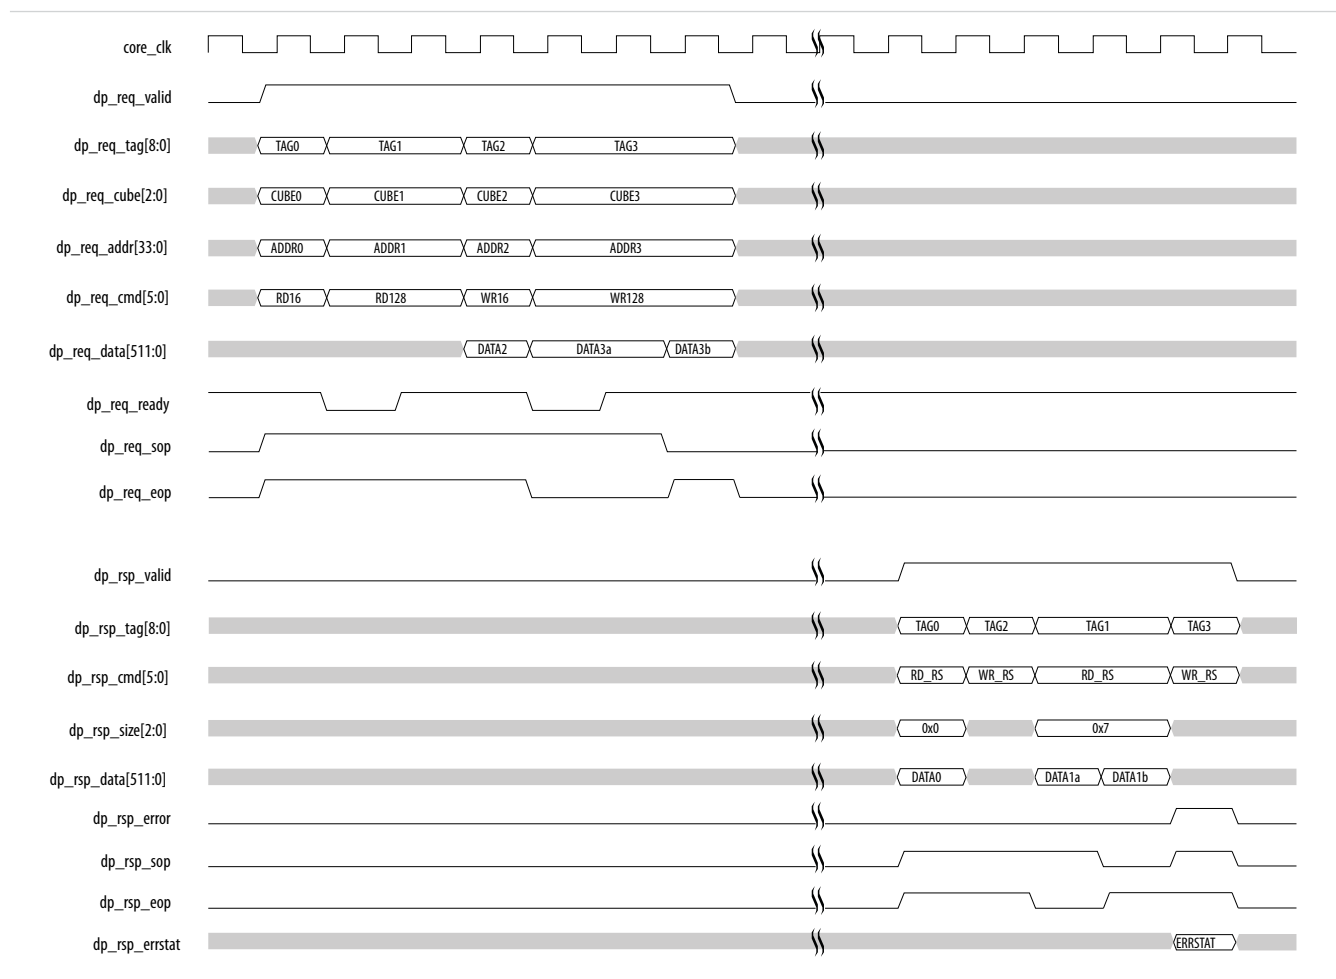 core_clk
dp_req_valid
dp_req_tag[8:0] TAG0 TAG1 TAG2 TAG3
dp_req_cube[2:0] CUBE0 CUBE1 CUBE2 CUBE3
dp_req_addr[33:0] ADDR0 ADDR1 ADDR2 ADDR3
dp_req_cmd[5:0] RD16 RD128 WR16 WR128
dp_req_data[511:0] DATA2 DATA3a DATA3b
dp_req_ready
dp_req_sop
dp_req_eop
dp_rsp_valid
dp_rsp_tag[8:0] TAG0 TAG2 TAG1 TAG3
dp_rsp_cmd[5:0] RD_RS WR_RS RD_RS WR_RS
dp_rsp_size[2:0] 0x0 0x7
dp_rsp_data[511:0] DATA0 DATA1a DATA1b
dp_rsp_error
dp_rsp_sop
dp_rsp_eop
dp_rsp_errstat ERRSTAT